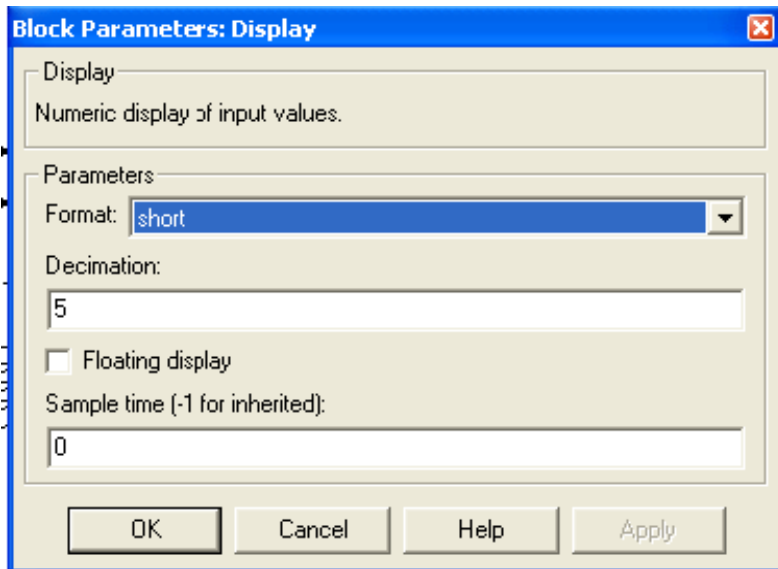 Block Parameters: Display
Display
Numeric display of input values.
Parameters
Format: short
Decimation:
5
Floating display
Sample time (-1 for inherited):
0
OK Cancel Help Apply